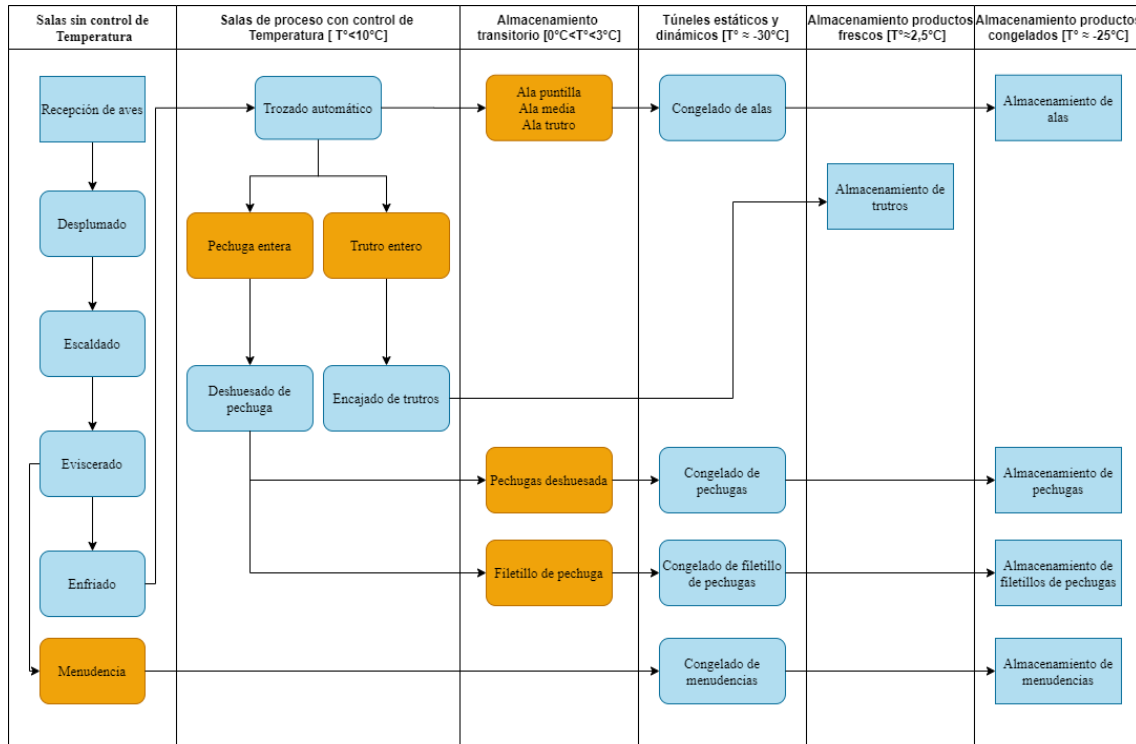 Salas sin control de
Temperatura
Salas de proceso con control de
Temperatura [ T°<10°C]
Almacenamiento
transitorio [0°C<T°<3°C]
Túneles estáticos y
dinámicos [T° ≈ -30°C]
Almacenamiento productos
frescos [T°≈2,5°C]
Almacenamiento productos
congelados [T° ≈ -25°C]
Recepción de aves
Trozado automático
Ala puntilla
Ala media
Ala trutro
Congelado de alas
Almacenamiento de
alas
Desplumado
Pechuga entera
Trutro entero
Almacenamiento de
trutros
Escaldado
Deshuesado de
pechuga
Encajado de trutros
Eviscerado
Pechugas deshuesada
Congelado de
pechugas
Almacenamiento de
pechugas
Enfriado
Filetillo de pechuga
Congelado de filetillo
de pechugas
Almacenamiento de
filetillos de pechugas
Menudencia
Congelado de
menudencias
Almacenamiento de
menudencias